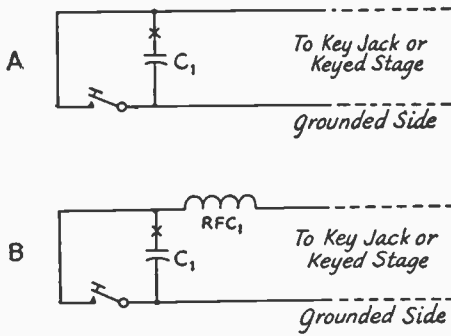 A
C1
To Key Jack or
Keyed Stage
Grounded Side
B
RFC1
C1
To Key Jack or
Keyed Stage
Grounded Side